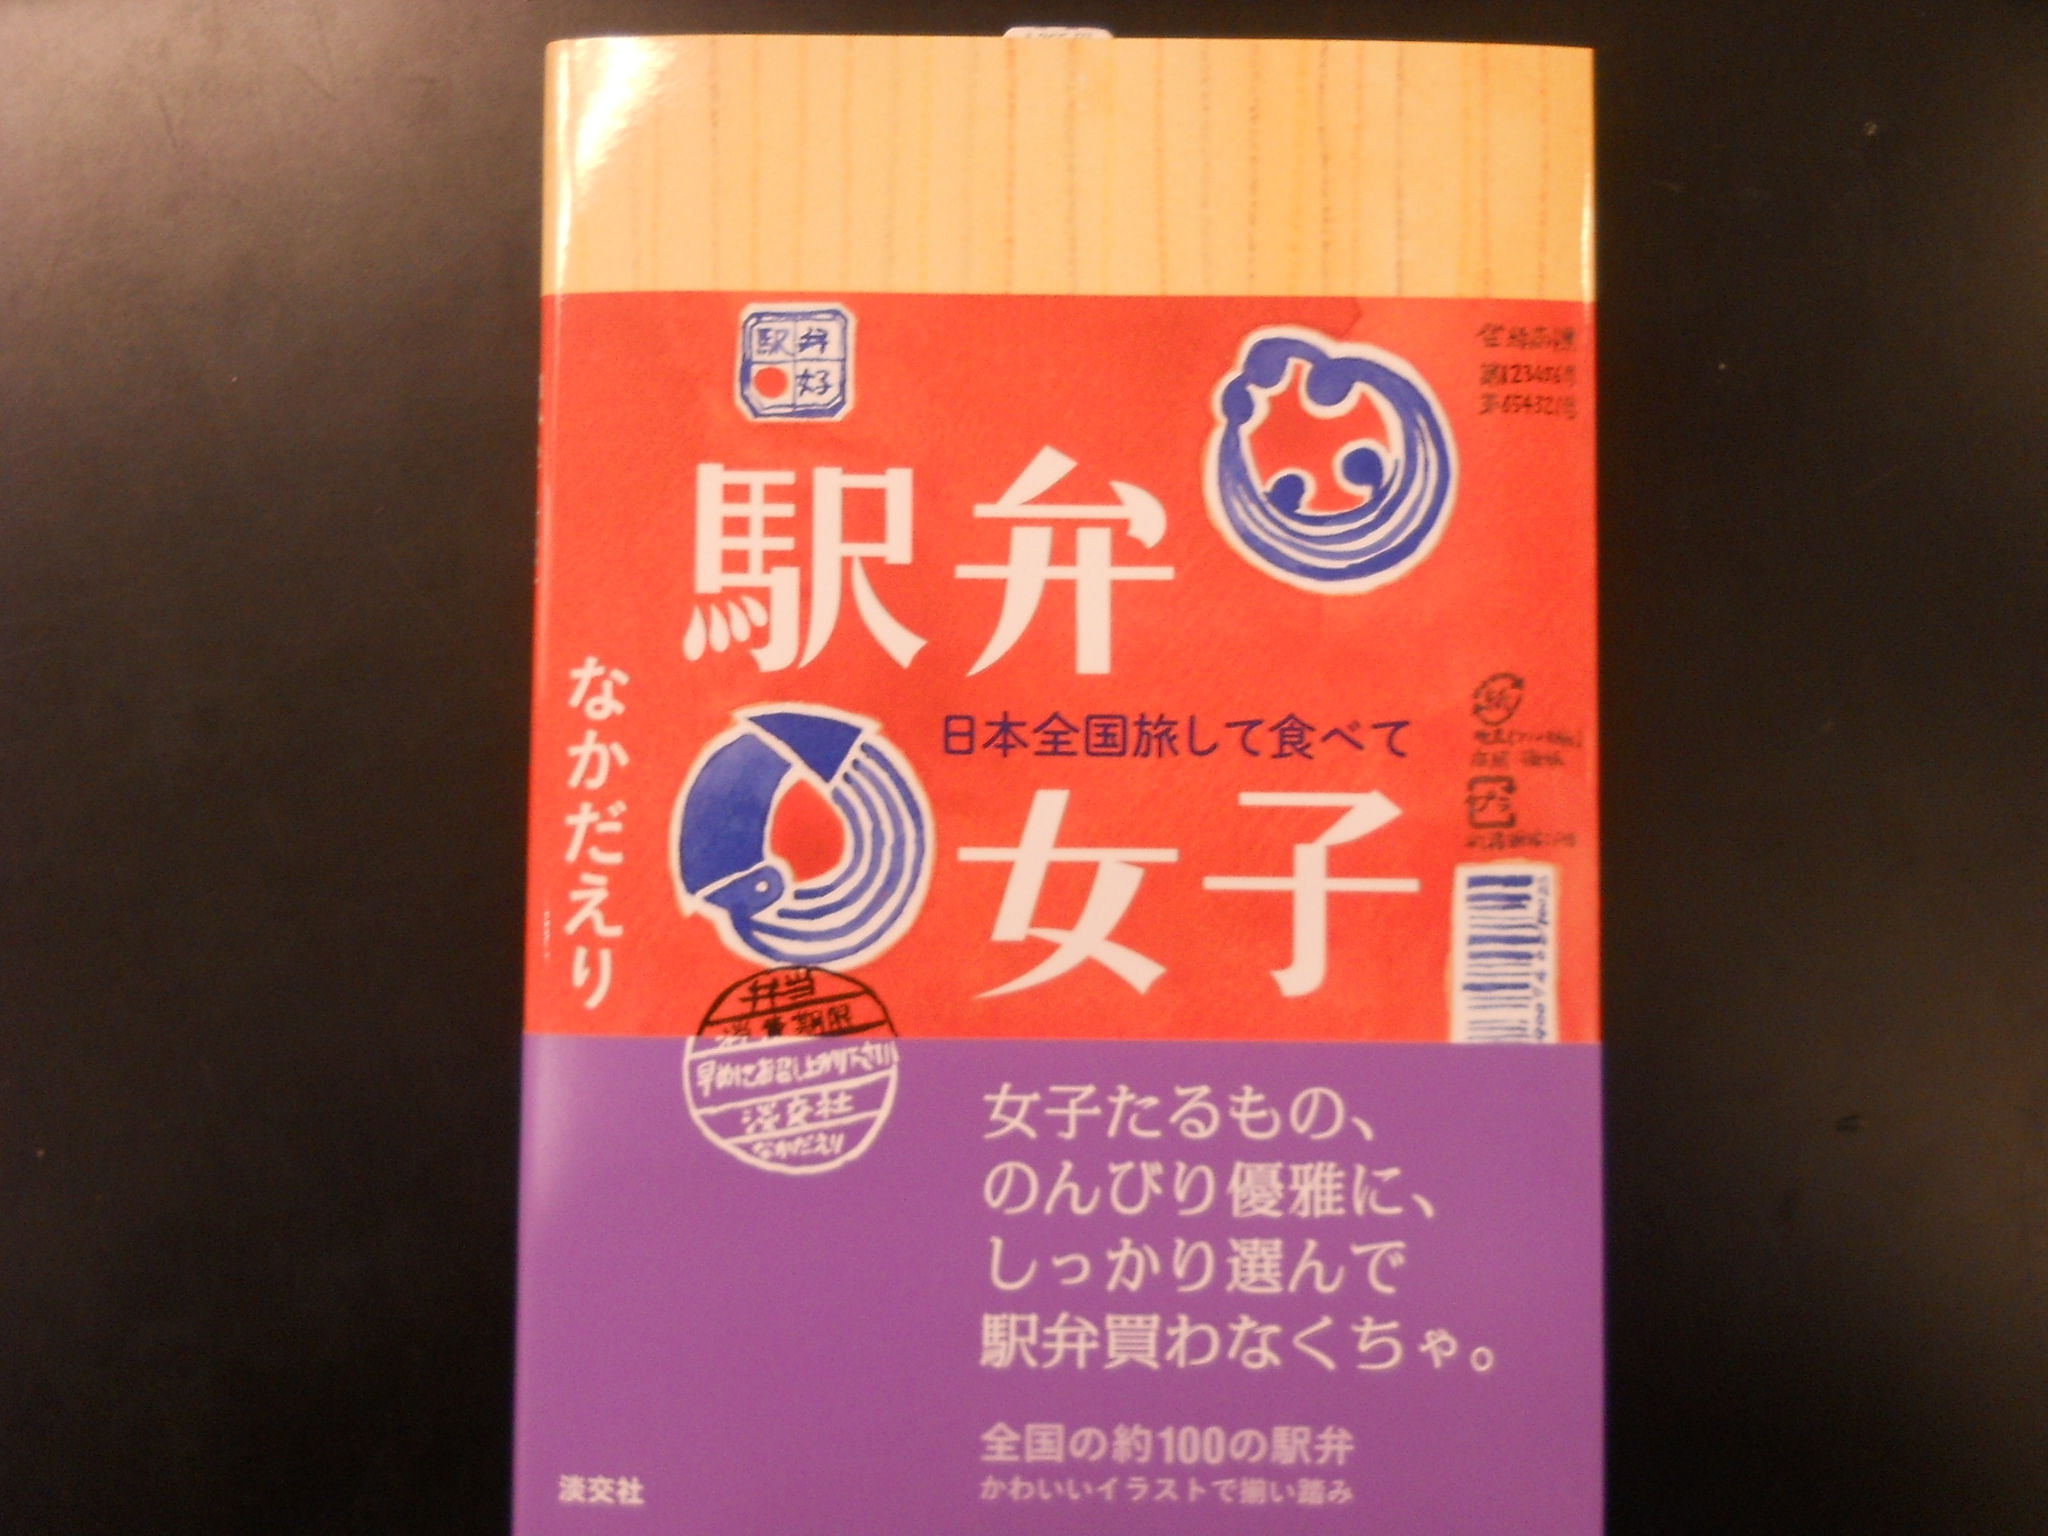 駅弁
好
駅弁
日本全国旅して食べて
女子
なかだえり
弁当
消費期限
早めにお召し上り下さい
淡交社
なかだえり
女子たるもの、
のんびり優雅に、
しっかり選んで
駅弁買わなくちゃ。
全国の約100の駅弁
かわいいイラストで揃い踏み
淡交社